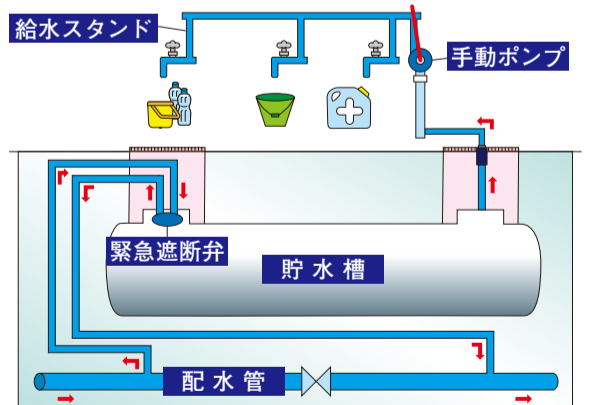 給水スタンド
手動ポンプ
緊急遮断弁
貯水槽
配水管